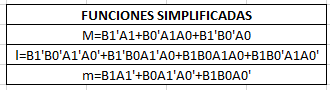 FUNCIONES SIMPLIFICADAS
M=B1'A1+B0'A1A0+B1'B0'A0
I=B1'B0'A1'A0'+B1'B0A1'A0+B1B0A1A0+B1B0'A1A0'
m=B1A1'+B0A1'A0'+B1B0A0'